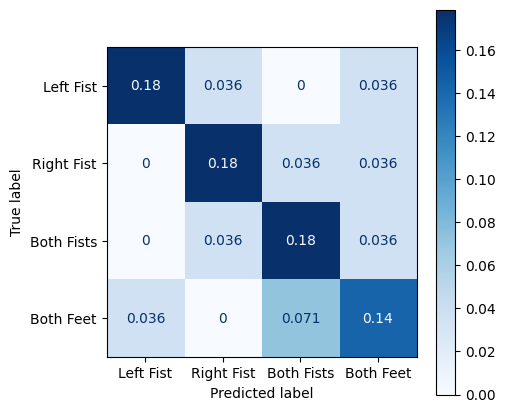 Left Fist 0.18 0.036 0 0.036
Right Fist 0 0.18 0.036 0.036
Both Fists 0 0.036 0.18 0.036
Both Feet 0.036 0 0.071 0.14
Left Fist Right Fist Both Fists Both Feet
Predicted label
True label
0.16
0.14
0.12
0.10
0.08
0.06
0.04
0.02
0.00